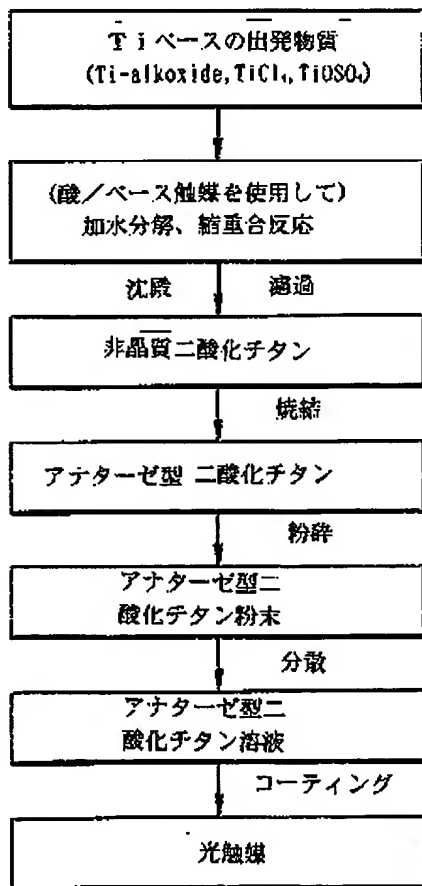 Tiベースの出発物質
(Ti-alkoxide,TiCl₄,TiOSO₄)
(酸／ベース触媒を使用して)
加水分解、縮重合反応
沈殿 濾過
非晶質二酸化チタン
焼結
アナターゼ型 二酸化チタン
粉砕
アナターゼ型二
酸化チタン粉末
分散
アナターゼ型二
酸化チタン溶液
コーティング
光触媒